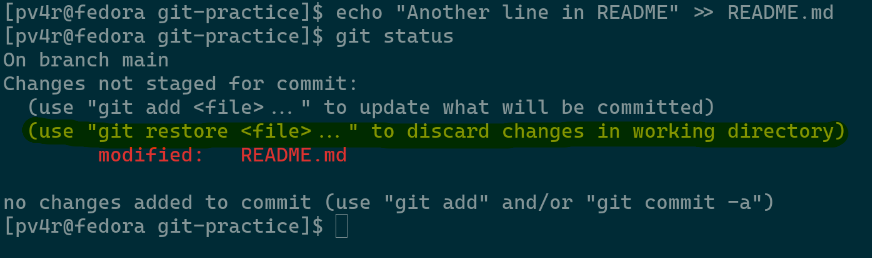 [pv4r@fedora git-practice]$ echo "Another line in README" >> README.md
[pv4r@fedora git-practice]$ git status
On branch main
Changes not staged for commit:
  (use "git add <file>..." to update what will be committed)
  (use "git restore <file>..." to discard changes in working directory)
        modified:   README.md

no changes added to commit (use "git add" and/or "git commit -a")
[pv4r@fedora git-practice]$